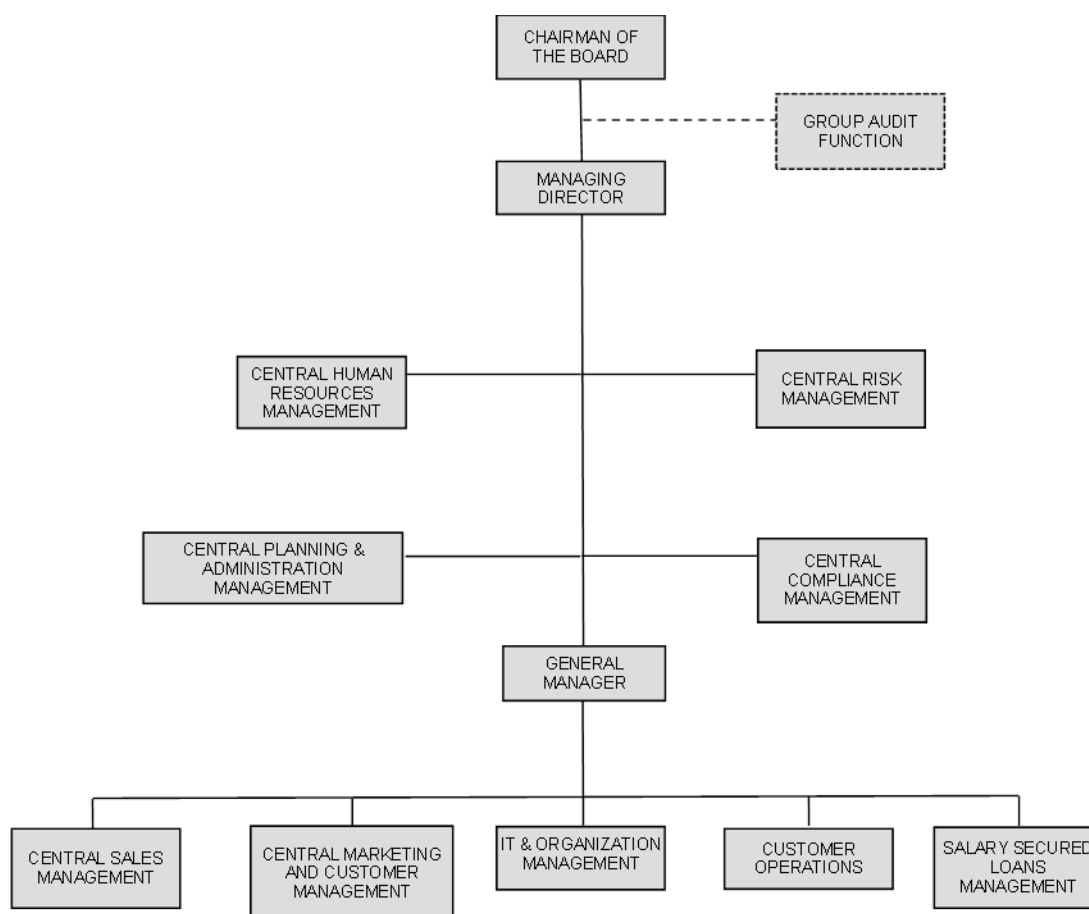 CHAIRMAN OF
THE BOARD
GROUP AUDIT
FUNCTION
MANAGING
DIRECTOR
CENTRAL HUMAN
RESOURCES
MANAGEMENT
CENTRAL RISK
MANAGEMENT
CENTRAL PLANNING &
ADMINISTRATION
MANAGEMENT
CENTRAL
COMPLIANCE
MANAGEMENT
GENERAL
MANAGER
CENTRAL SALES
MANAGEMENT
CENTRAL MARKETING
AND CUSTOMER
MANAGEMENT
IT & ORGANIZATION
MANAGEMENT
CUSTOMER
OPERATIONS
SALARY SECURED
LOANS
MANAGEMENT